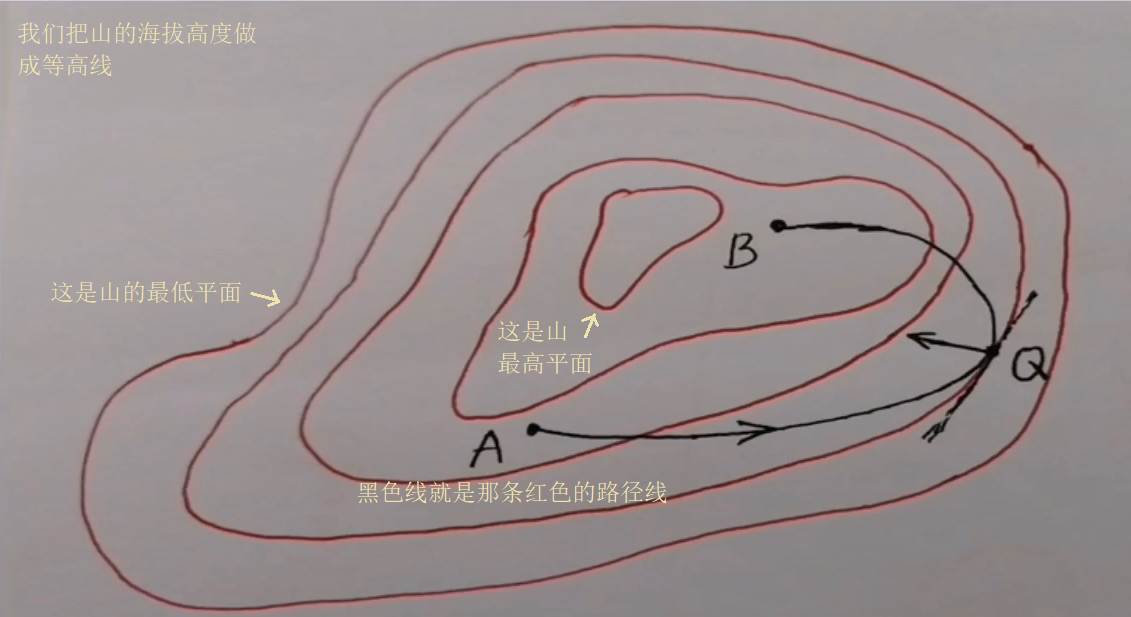 我们把山的海拔高度做
成等高线
B
这是山的最低平面
这是山
最高平面
Q
A
黑色线就是那条红色的路径线